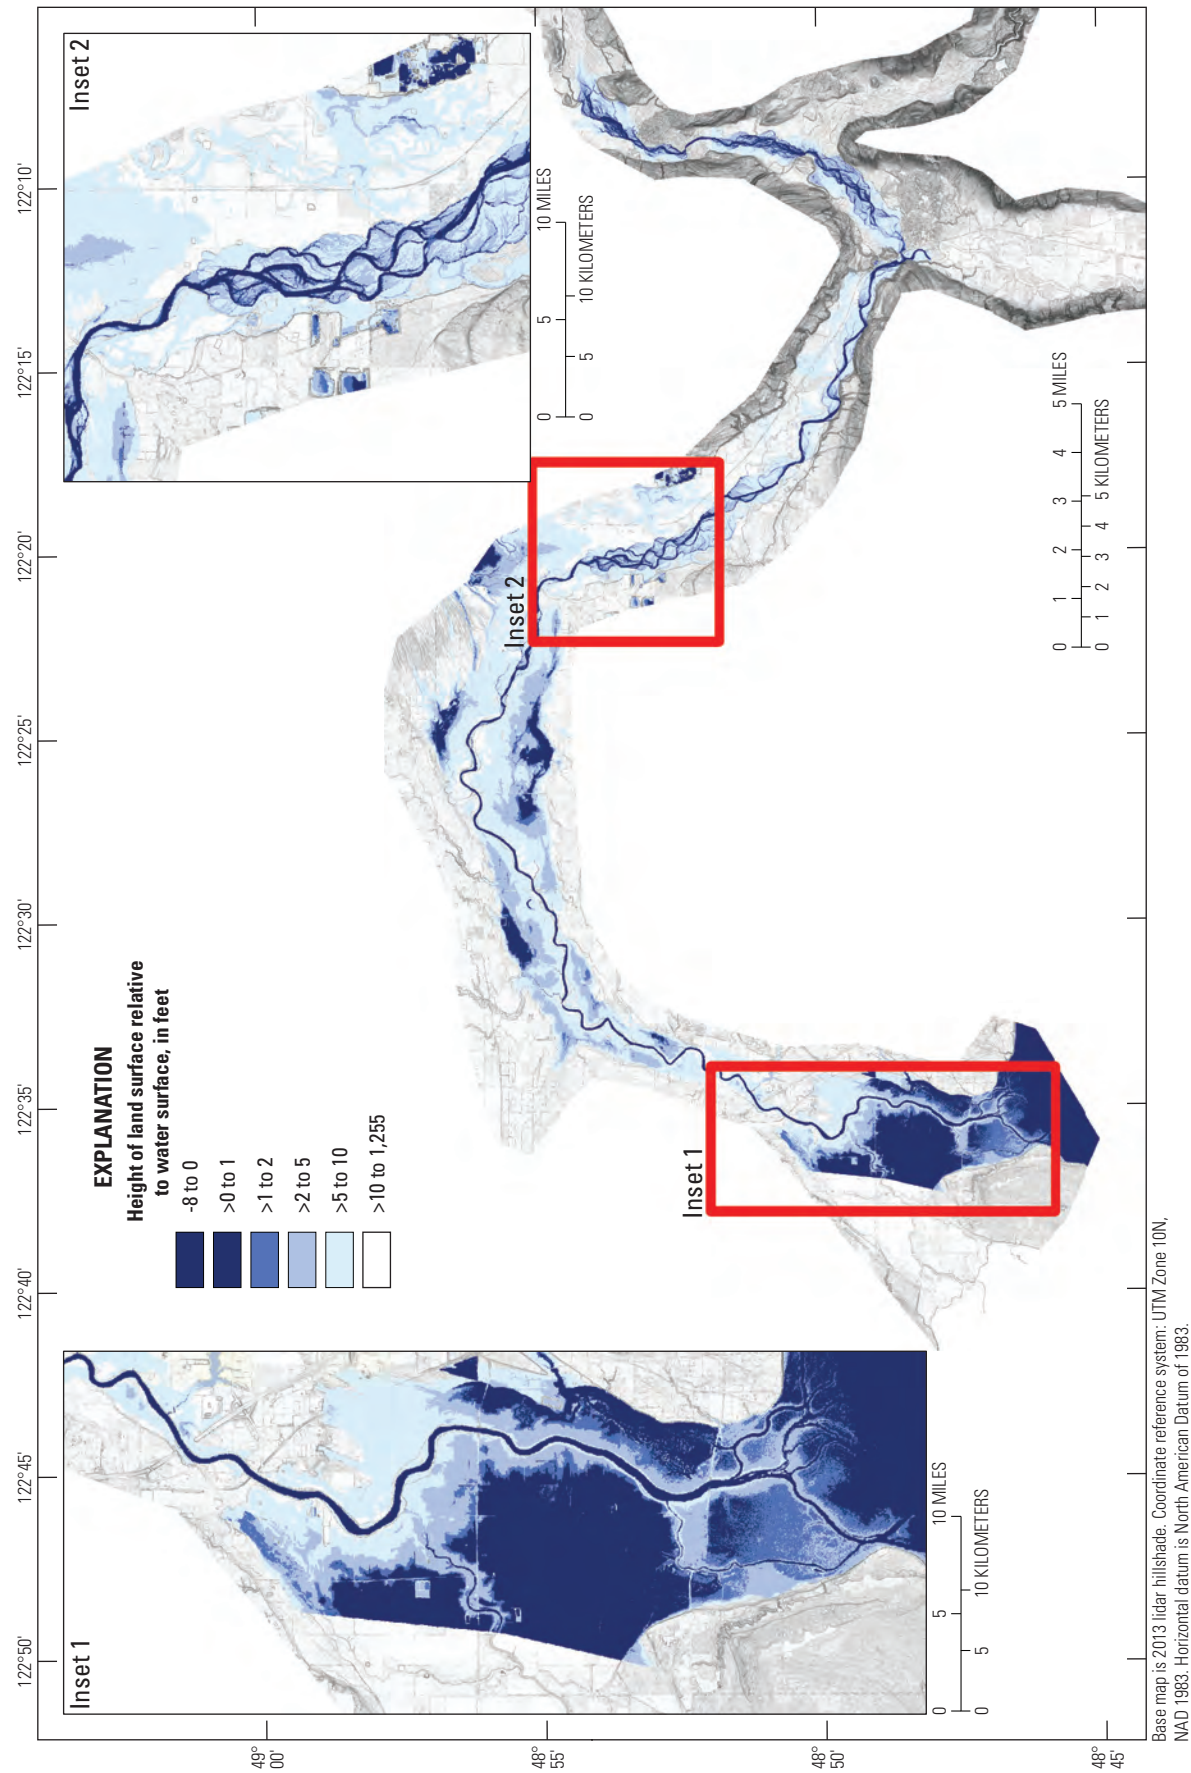 Inset 1
Inset 2
EXPLANATION
Height of land surface relative
to water surface, in feet
-8 to 0
>0 to 1
>1 to 2
>2 to 5
>5 to 10
>10 to 1,255
Inset 1
Inset 2
0 5 10 MILES
0 5 10 KILOMETERS
0 5 10 MILES
0 5 10 KILOMETERS
0 1 2 3 4 5 MILES
0 1 2 3 4 5 KILOMETERS
122°50'
122°45'
122°40'
122°35'
122°30'
122°25'
122°20'
122°15'
122°10'
49°
00'
48°
55'
48°
50'
48°
45'
Base map is 2013 lidar hillshade. Coordinate reference system: UTM Zone 10N,
NAD 1983. Horizontal datum is North American Datum of 1983.